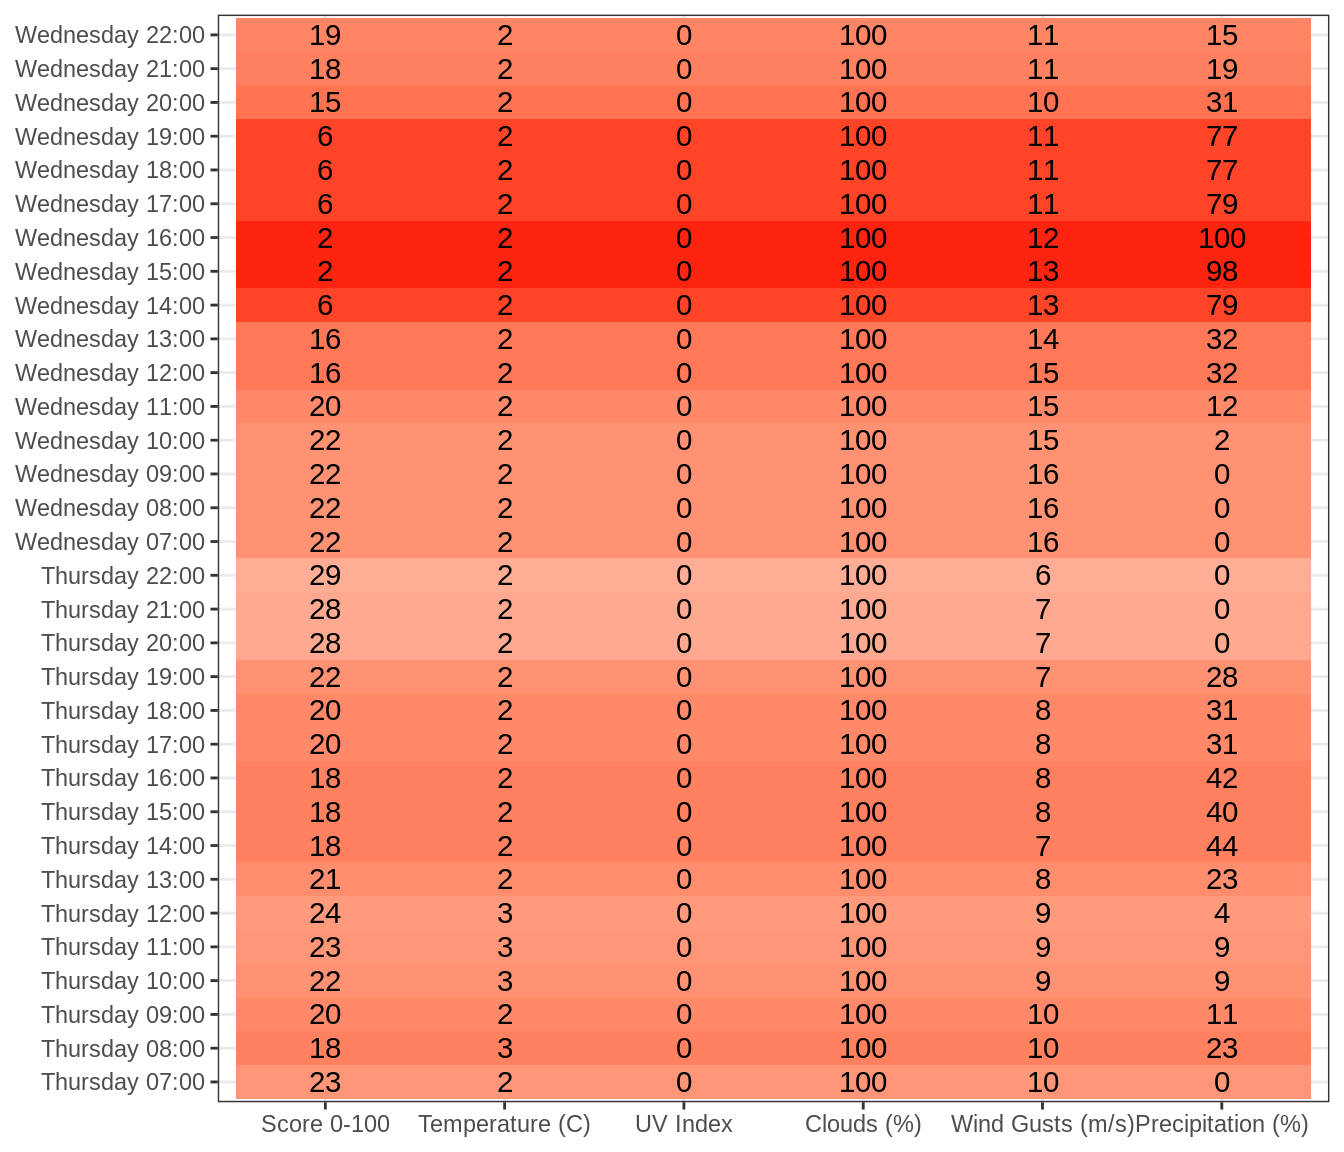 Wednesday 22:00 19 2 0 100 11 15
Wednesday 21:00 18 2 0 100 11 19
Wednesday 20:00 15 2 0 100 10 31
Wednesday 19:00 6 2 0 100 11 77
Wednesday 18:00 6 2 0 100 11 77
Wednesday 17:00 6 2 0 100 11 79
Wednesday 16:00 2 2 0 100 12 100
Wednesday 15:00 2 2 0 100 13 98
Wednesday 14:00 6 2 0 100 13 79
Wednesday 13:00 16 2 0 100 14 32
Wednesday 12:00 16 2 0 100 15 32
Wednesday 11:00 20 2 0 100 15 12
Wednesday 10:00 22 2 0 100 15 2
Wednesday 09:00 22 2 0 100 16 0
Wednesday 08:00 22 2 0 100 16 0
Wednesday 07:00 22 2 0 100 16 0
Thursday 22:00 29 2 0 100 6 0
Thursday 21:00 28 2 0 100 7 0
Thursday 20:00 28 2 0 100 7 0
Thursday 19:00 22 2 0 100 7 28
Thursday 18:00 20 2 0 100 8 31
Thursday 17:00 20 2 0 100 8 31
Thursday 16:00 18 2 0 100 8 42
Thursday 15:00 18 2 0 100 8 40
Thursday 14:00 18 2 0 100 7 44
Thursday 13:00 21 2 0 100 8 23
Thursday 12:00 24 3 0 100 9 4
Thursday 11:00 23 3 0 100 9 9
Thursday 10:00 22 3 0 100 9 9
Thursday 09:00 20 2 0 100 10 11
Thursday 08:00 18 3 0 100 10 23
Thursday 07:00 23 2 0 100 10 0
Score 0-100 Temperature (C) UV Index Clouds (%) Wind Gusts (m/s) Precipitation (%)